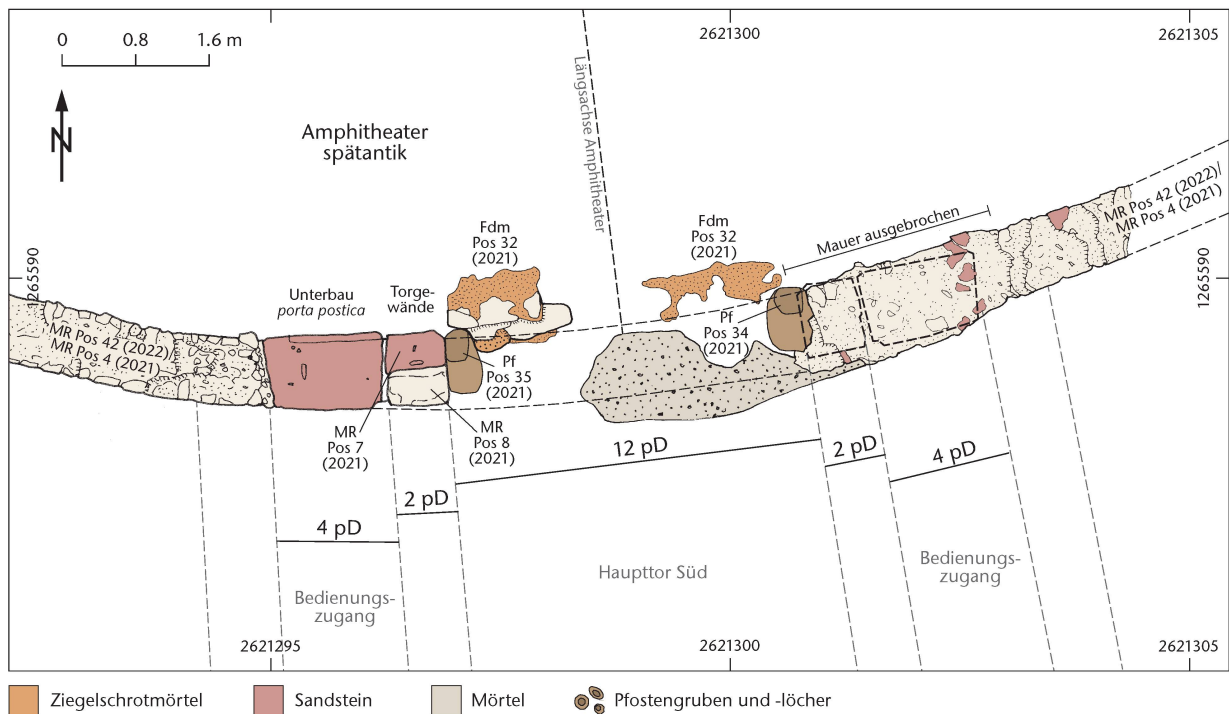 0
0.8
1.6 m
N
2621300
2621305
Längsachse Amphitheater
Amphitheater
spätantik
Fdm
Pos 32
(2021)
Fdm
Pos 32
(2021)
Mauer ausgebrochen
MR Pos 42 (2022)/
MR Pos 4 (2021)
1265590
1265590
Unterbau
porta postica
Torge-
wände
MR Pos 42 (2022)/
MR Pos 4 (2021)
Pf
Pos 35
(2021)
Pf
Pos 34
(2021)
MR
Pos 7
(2021)
MR
Pos 8
(2021)
12 pD
2 pD
4 pD
2 pD
4 pD
Haupttor Süd
Bedienungs-
zugang
Bedienungs-
zugang
2621295
2621300
2621305
Ziegelschrotmörtel
Sandstein
Mörtel
Pfostengruben und -löcher